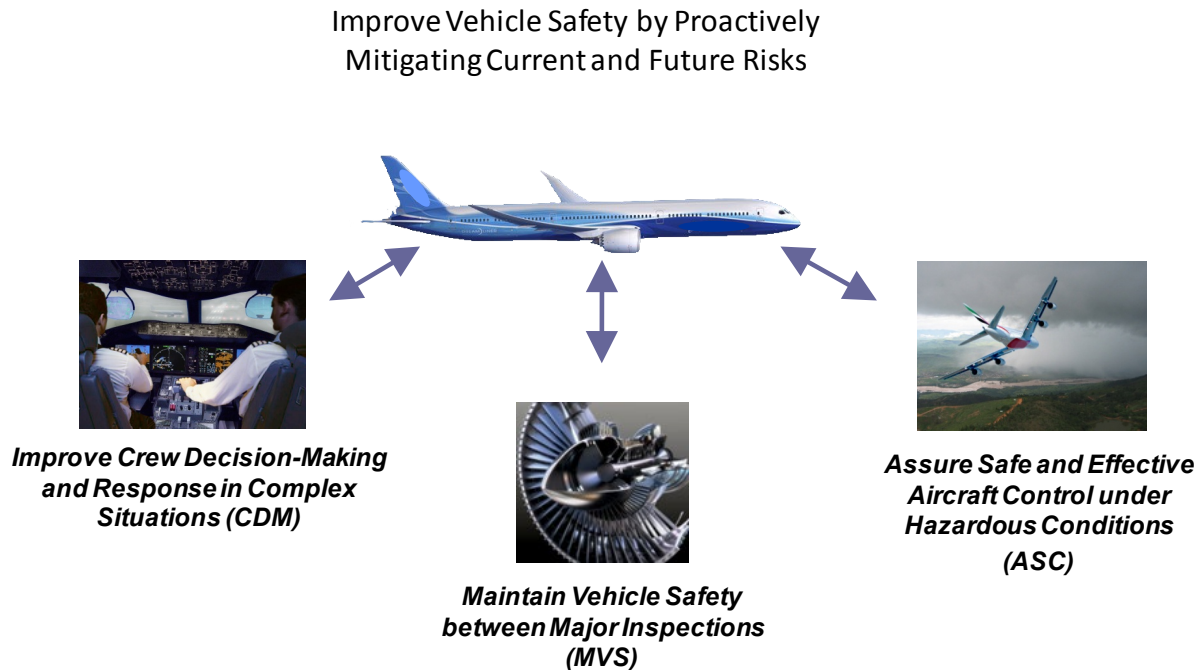 Improve Vehicle Safety by Proactively
Mitigating Current and Future Risks
Improve Crew Decision-Making
and Response in Complex
Situations (CDM)
Maintain Vehicle Safety
between Major Inspections
(MVS)
Assure Safe and Effective
Aircraft Control under
Hazardous Conditions
(ASC)